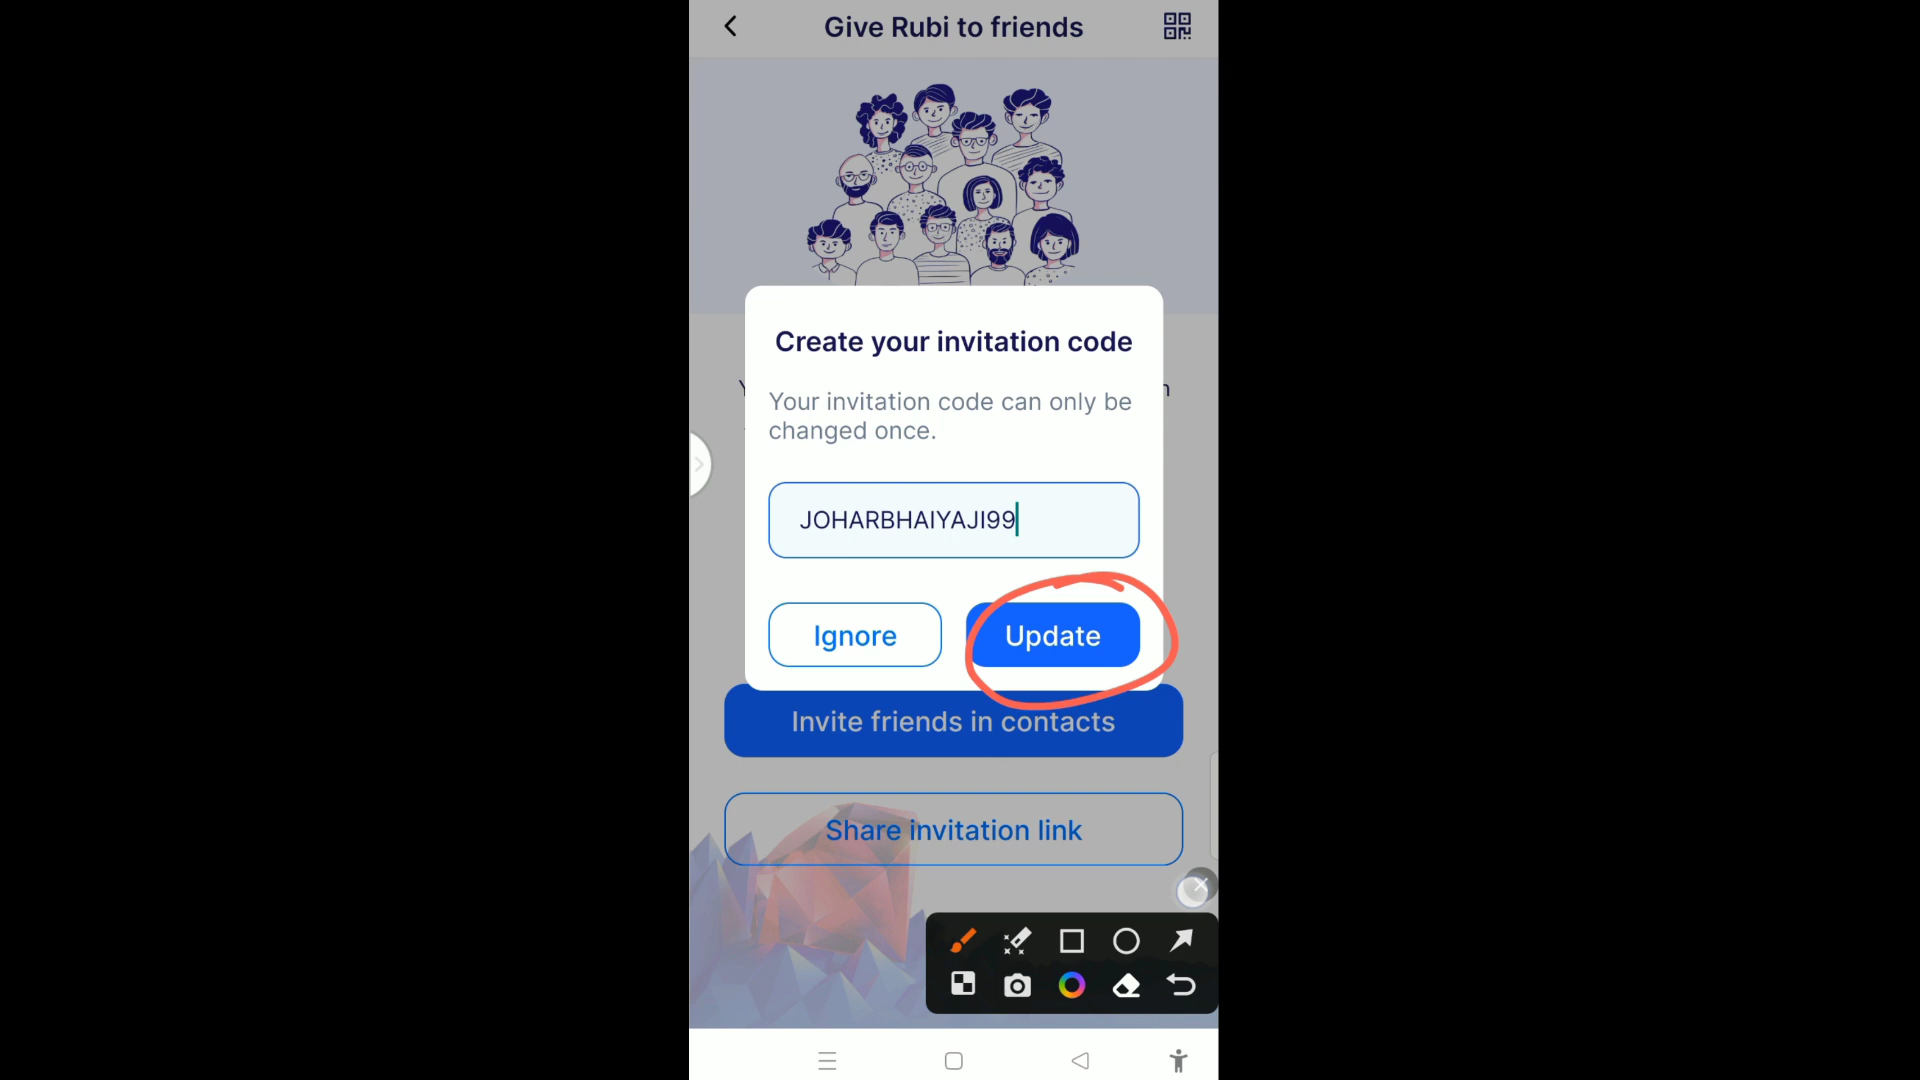 Give Rubi to friends
Create your invitation code
Your invitation code can only be
changed once.
JOHARBHAIYAJI99
Ignore
Update
Invite friends in contacts
Share invitation link